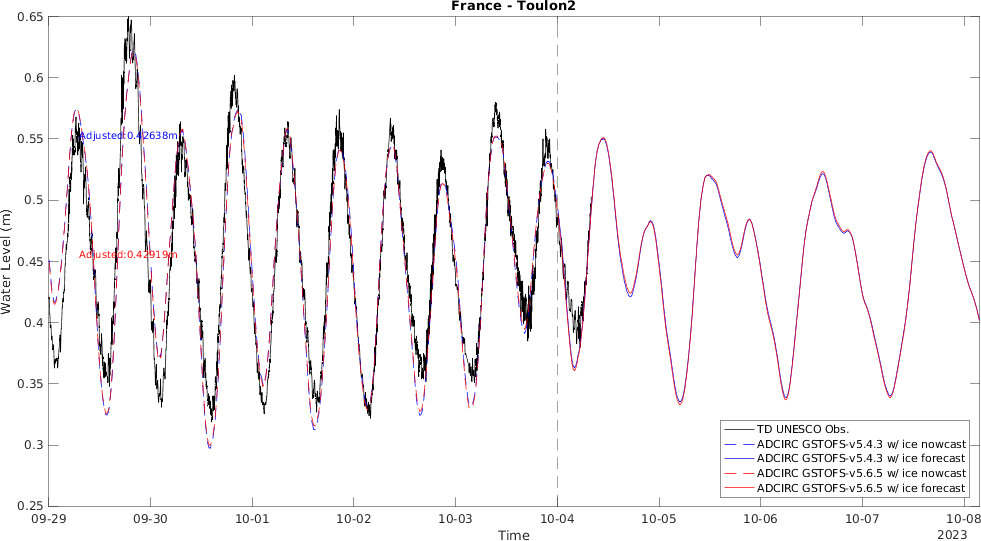 France - Toulon2
0.65
0.6
0.55
0.5
0.45
0.4
0.35
0.3
0.25
Water Level (m)
Adjusted:0.42638m
Adjusted:0.42919m
TD UNESCO Obs.
ADCIRC GSTOFS-v5.4.3 w/ ice nowcast
ADCIRC GSTOFS-v5.4.3 w/ ice forecast
ADCIRC GSTOFS-v5.6.5 w/ ice nowcast
ADCIRC GSTOFS-v5.6.5 w/ ice forecast
09-29 09-30 10-01 10-02 10-03 10-04 10-05 10-06 10-07 10-08
Time
2023